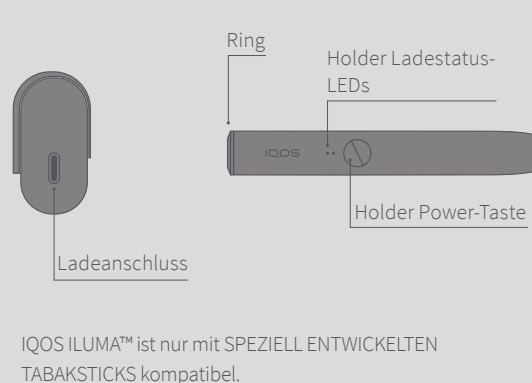 Ring
Holder Ladestatus-
LEDs
IQOS
Holder Power-Taste
Ladeanschluss
IQOS ILUMA™ ist nur mit SPEZIELL ENTWICKELTEN
TABAKSTICKS kompatibel.